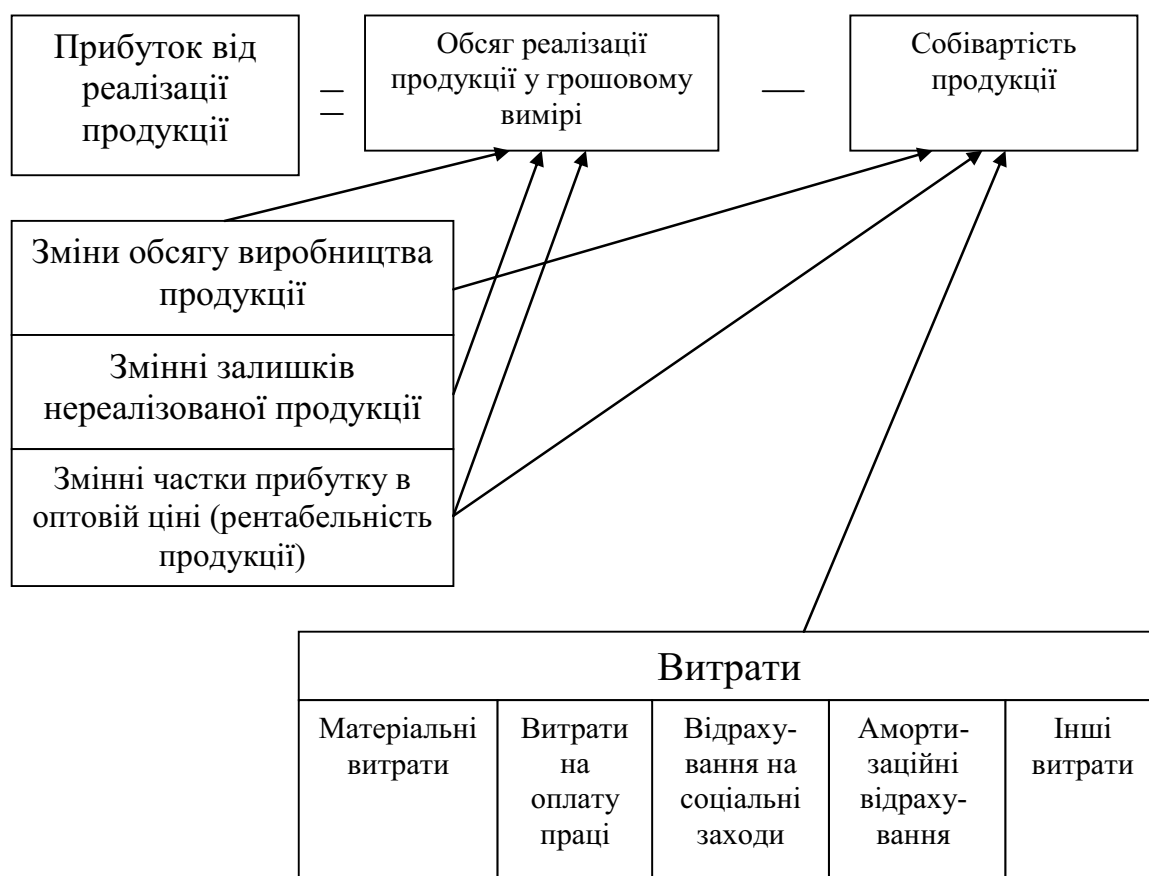 Прибуток від
реалізації
продукції
=
Обсяг реалізації
продукції у грошовому
вимірі
—
Собівартість
продукції
Зміни обсягу виробництва
продукції
Змінні залишків
нереалізованої продукції
Змінні частки прибутку в
оптовій ціні (рентабельність
продукції)
Витрати
Матеріальні
витрати
Витрати
на
оплату
праці
Відраху-
вання на
соціальні
заходи
Аморти-
заційні
відраху-
вання
Інші
витрати